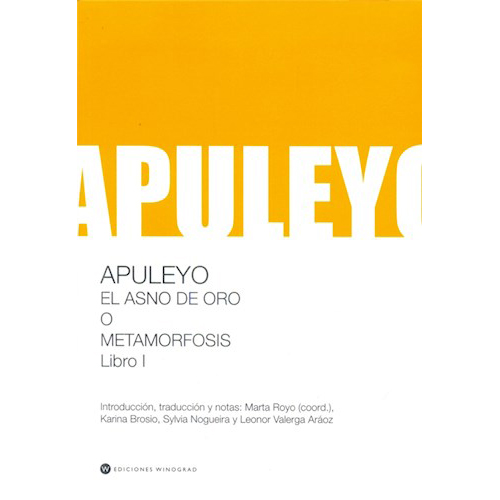 APULEYO
APULEYO
EL ASNO DE ORO
O
METAMORFOSIS
Libro I
Introducción, traducción y notas: Marta Royo (coord.),
Karina Brosio, Sylvia Nogueira y Leonor Valerga Aráoz
W EDICIONES WINOGRAD